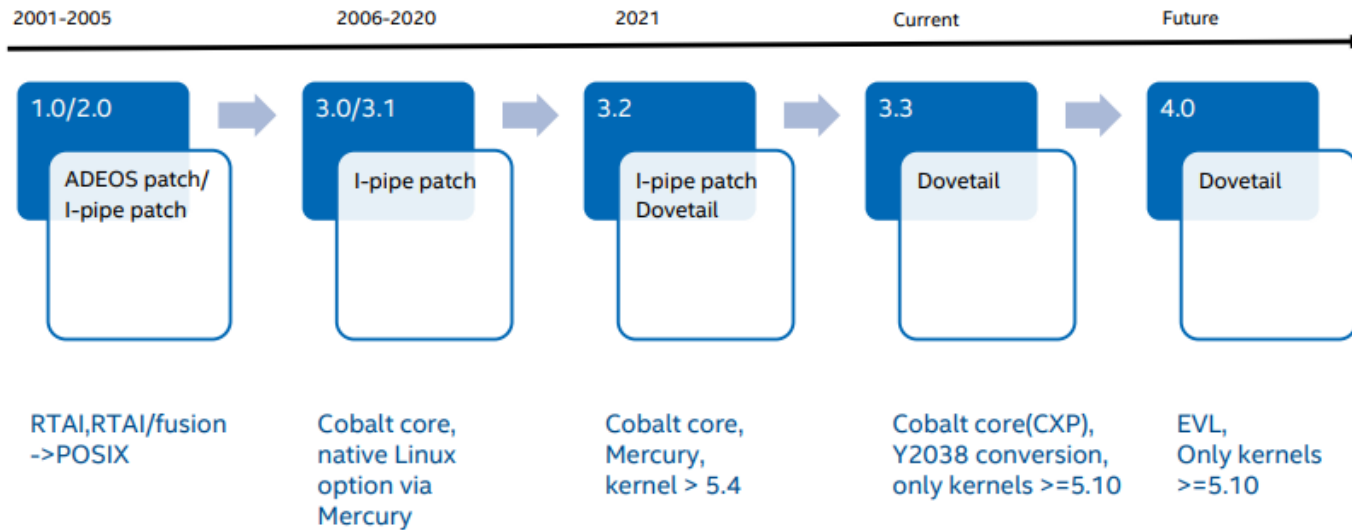 2001-2005
2006-2020
2021
Current
Future
1.0/2.0
3.0/3.1
3.2
3.3
4.0
ADEOS patch/
I-pipe patch
I-pipe patch
I-pipe patch
Dovetail
Dovetail
Dovetail
RTAI,RTAI/fusion
->POSIX
Cobalt core,
native Linux
option via
Mercury
Cobalt core,
Mercury,
kernel > 5.4
Cobalt core(CXP),
Y2038 conversion,
only kernels >=5.10
EVL,
Only kernels
>=5.10